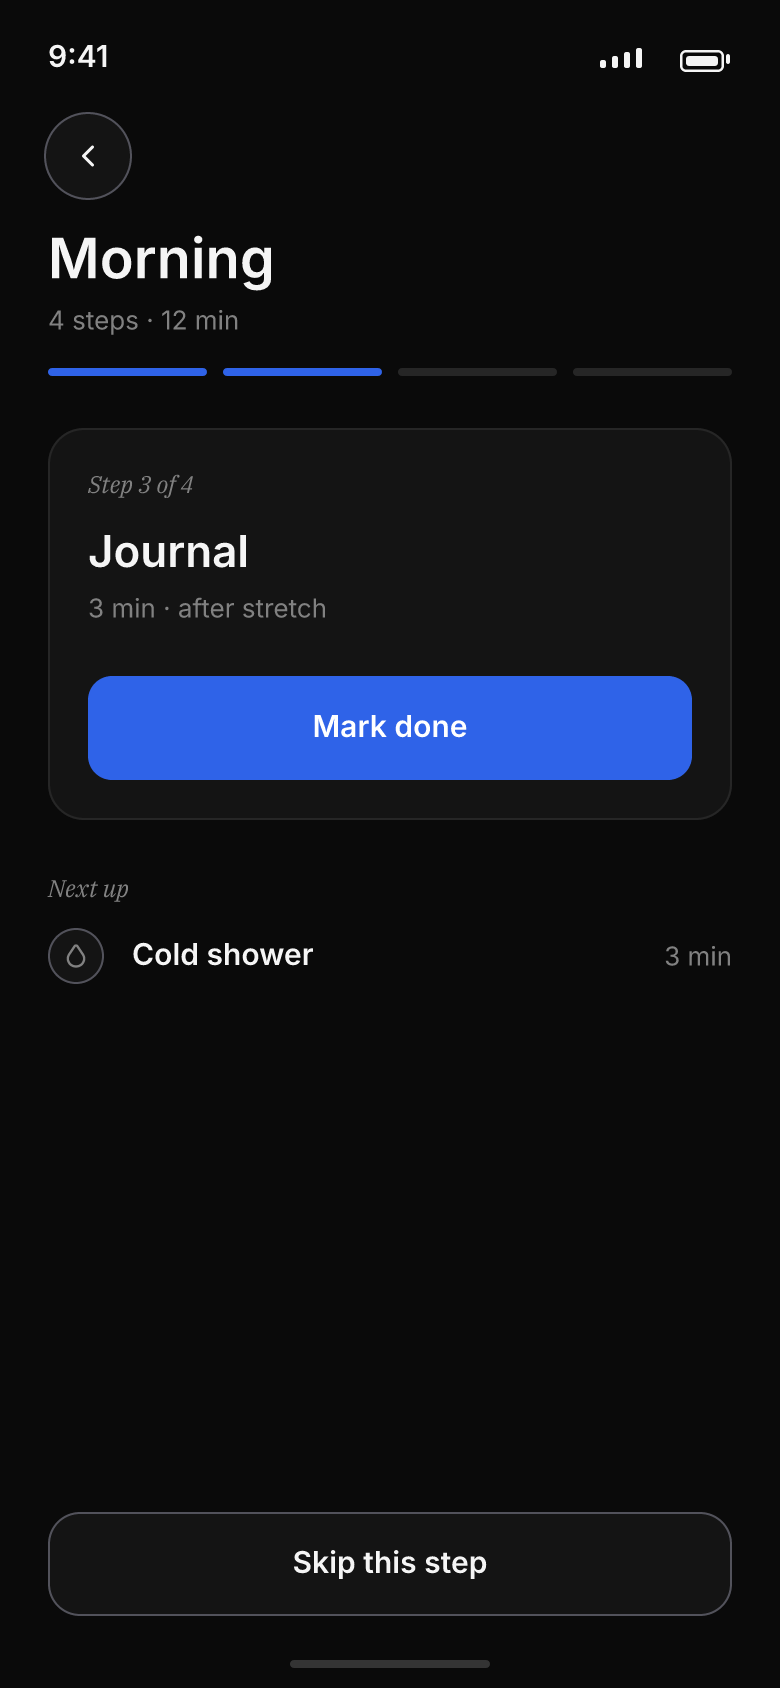 9:41
Morning
4 steps · 12 min
Step 3 of 4
Journal
3 min · after stretch
Mark done
Next up
Cold shower 3 min
Skip this step